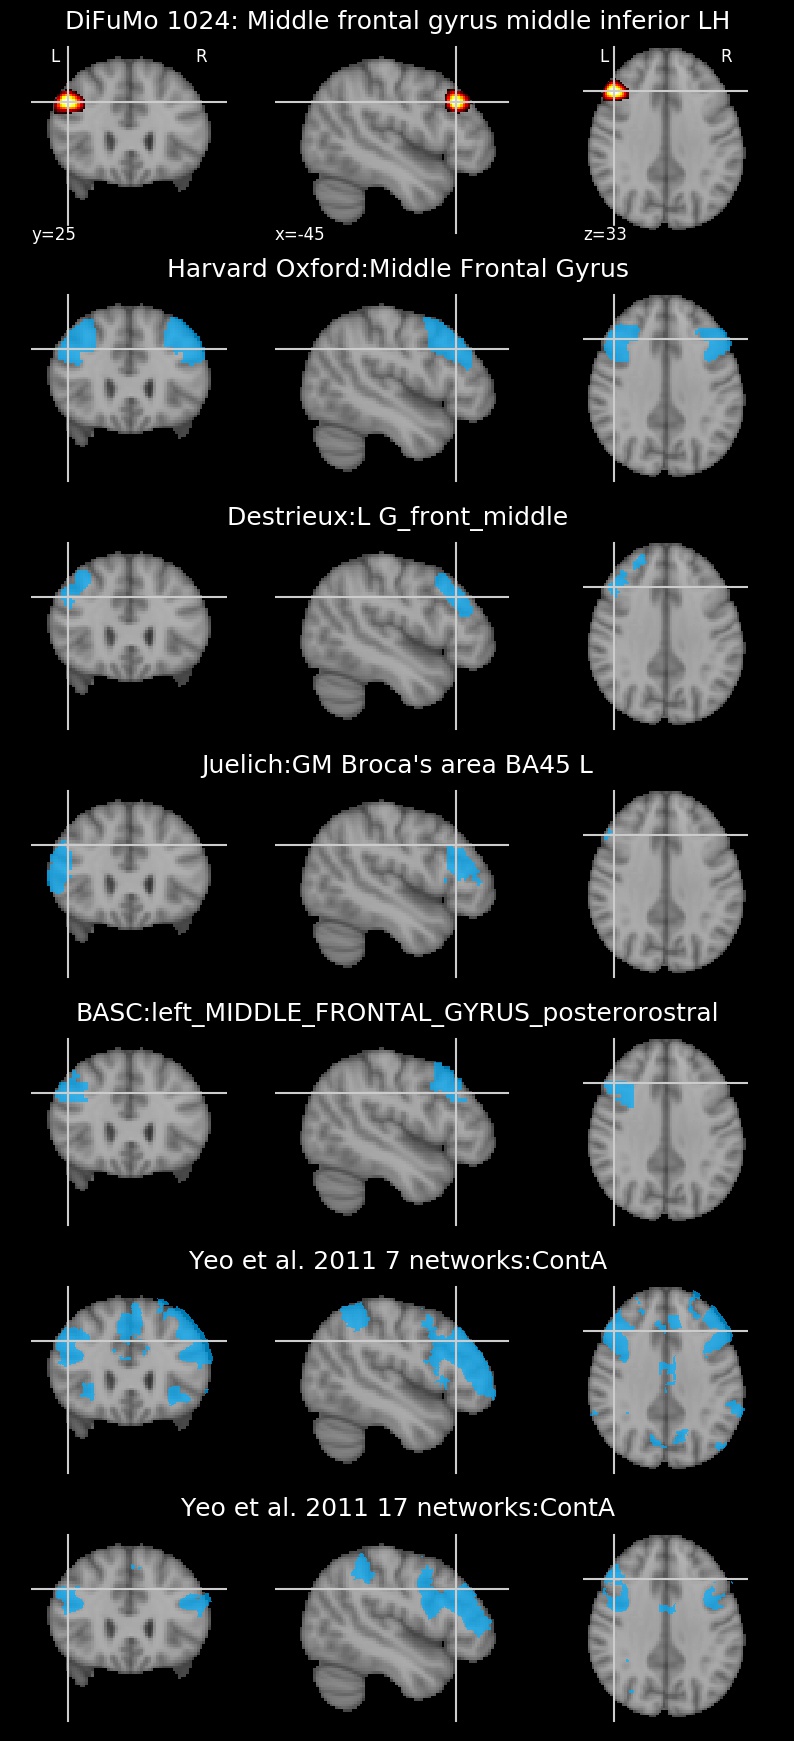 DiFuMo 1024: Middle frontal gyrus middle inferior LH
L R L R
y=25 x=-45 z=33
Harvard Oxford:Middle Frontal Gyrus
Destrieux:L G_front_middle
Juelich:GM Broca's area BA45 L
BASC:left_MIDDLE_FRONTAL_GYRUS_posterorostral
Yeo et al. 2011 7 networks:ContA
Yeo et al. 2011 17 networks:ContA